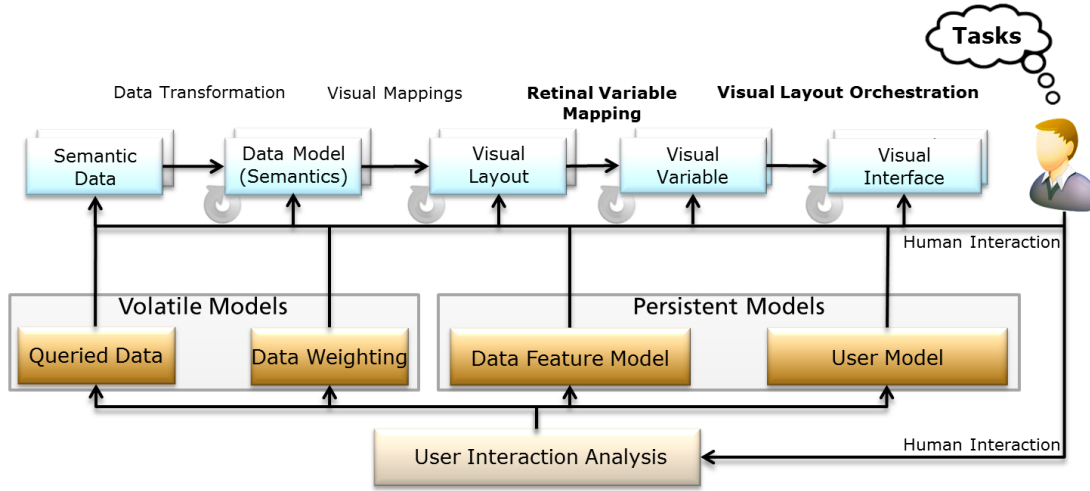 Tasks
Data Transformation
Visual Mappings
Retinal Variable
Mapping
Visual Layout Orchestration
Semantic
Data
Data Model
(Semantics)
Visual
Layout
Visual
Variable
Visual
Interface
Human Interaction
Volatile Models
Persistent Models
Queried Data
Data Weighting
Data Feature Model
User Model
User Interaction Analysis
Human Interaction